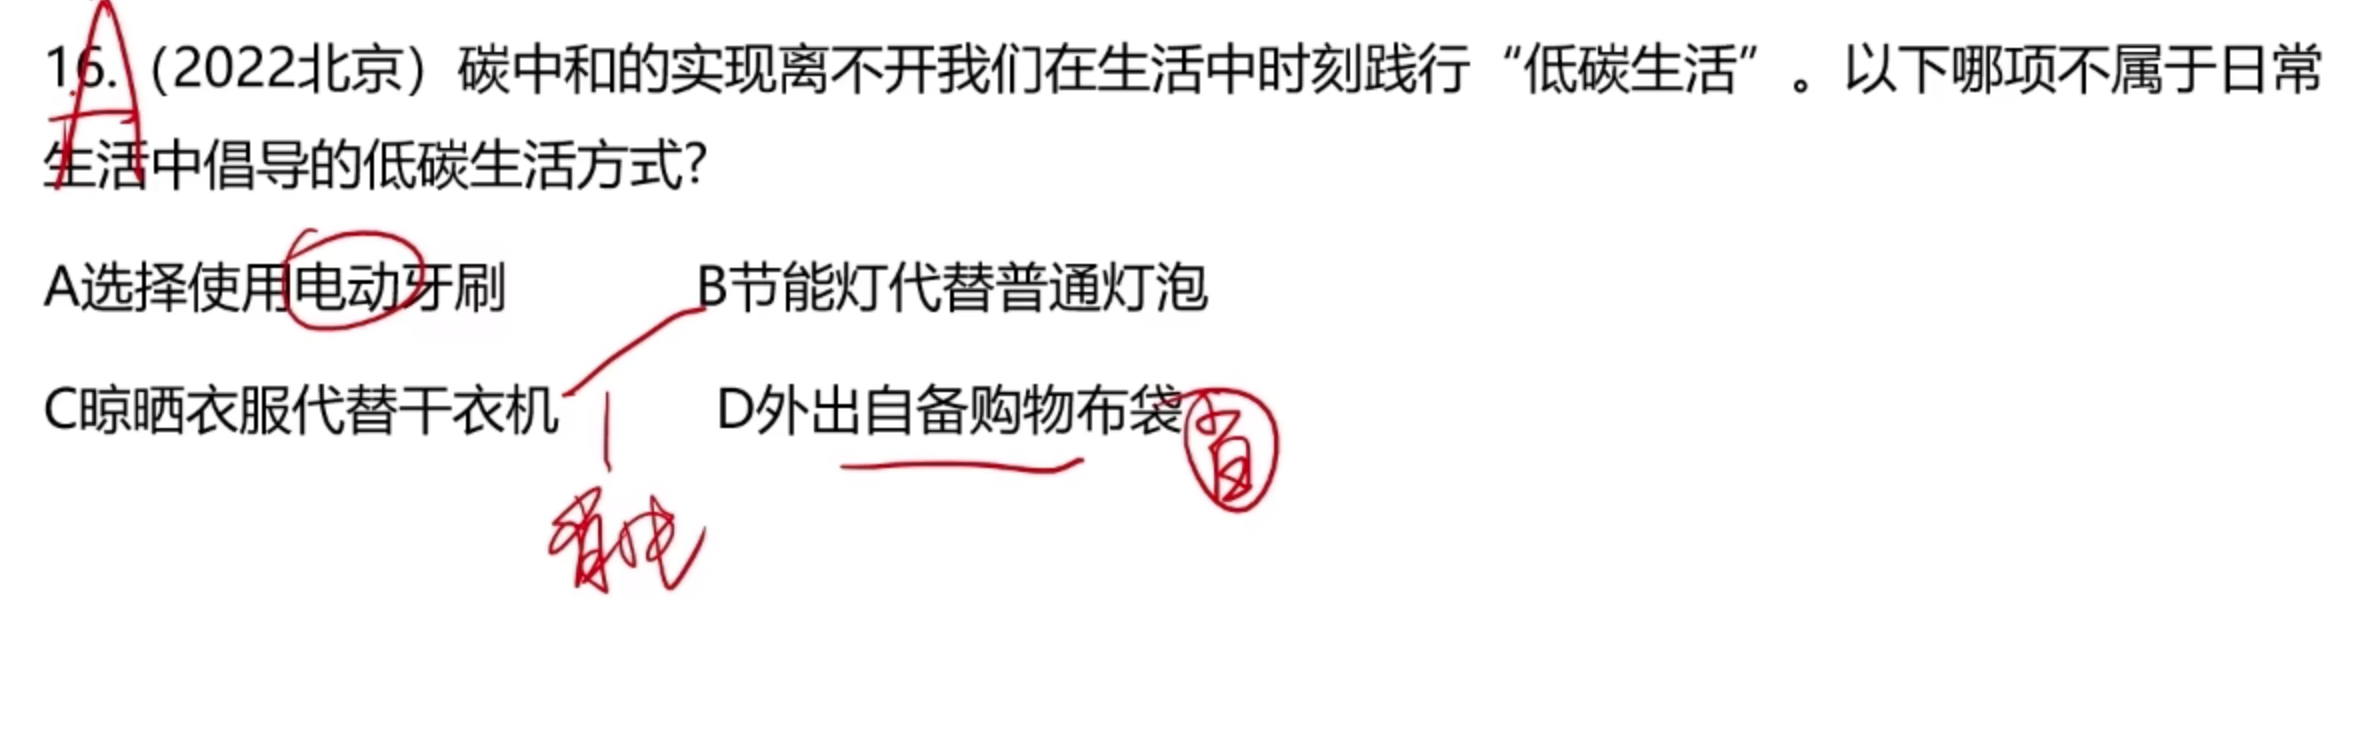 16.（2022北京）碳中和的实现离不开我们在生活中时刻践行“低碳生活”。以下哪项不属于日常
生活中倡导的低碳生活方式?
A
A选择使用电动牙刷 B节能灯代替普通灯泡
C晾晒衣服代替干衣机 D外出自备购物布袋
省
省电